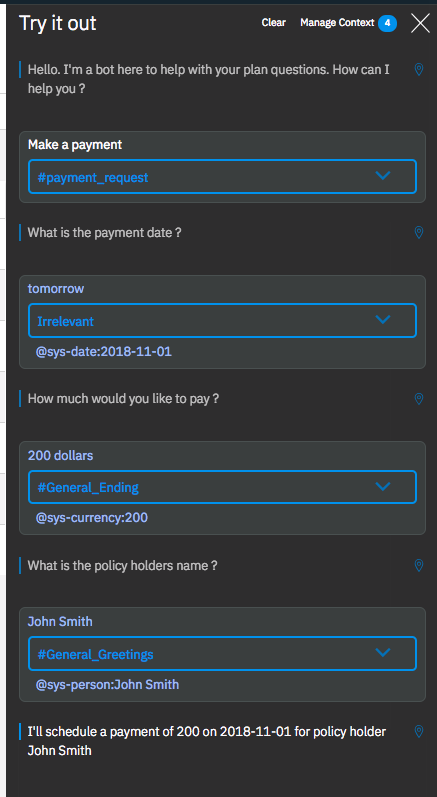 Try it out
Clear
Manage Context
4
Hello. I'm a bot here to help with your plan questions. How can I
help you ?
Make a payment
#payment_request
What is the payment date ?
tomorrow
Irrelevant
@sys-date:2018-11-01
How much would you like to pay ?
200 dollars
#General_Ending
@sys-currency:200
What is the policy holders name ?
John Smith
#General_Greetings
@sys-person:John Smith
I'll schedule a payment of 200 on 2018-11-01 for policy holder
John Smith